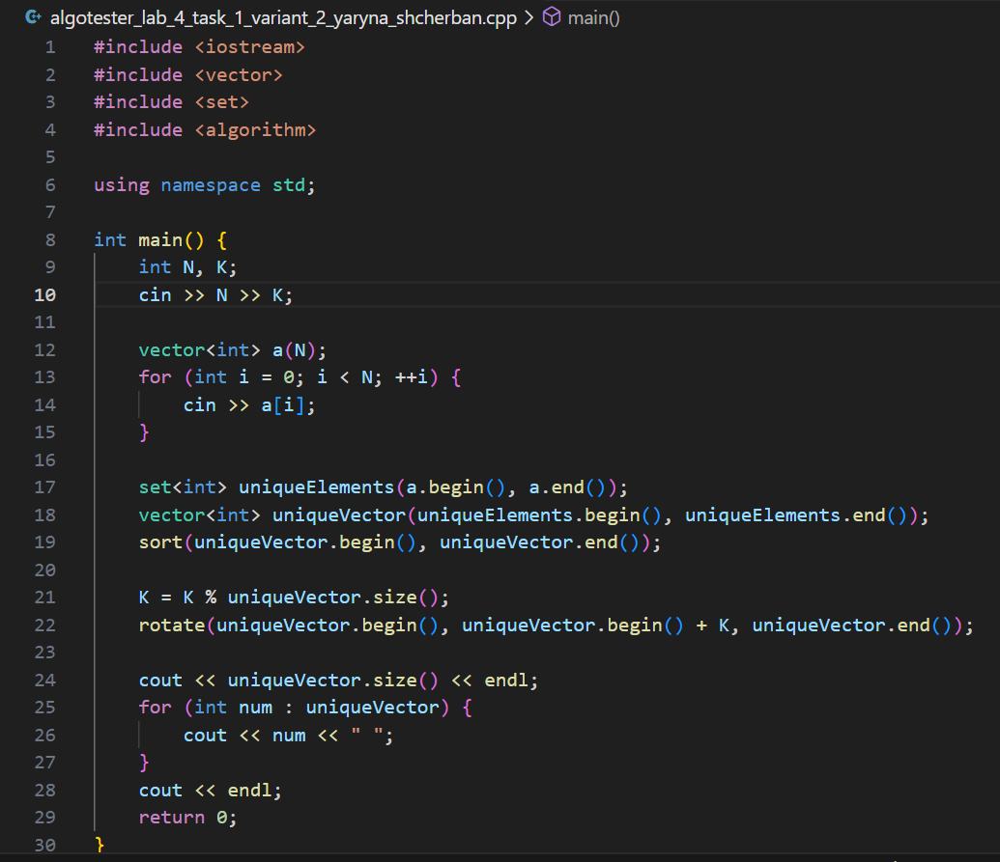 algotester_lab_4_task_1_variant_2_yaryna_shcherban.cpp > main()
1 #include <iostream>
2 #include <vector>
3 #include <set>
4 #include <algorithm>
5
6 using namespace std;
7
8 int main() {
9     int N, K;
10     cin >> N >> K;
11
12     vector<int> a(N);
13     for (int i = 0; i < N; ++i) {
14         cin >> a[i];
15     }
16
17     set<int> uniqueElements(a.begin(), a.end());
18     vector<int> uniqueVector(uniqueElements.begin(), uniqueElements.end());
19     sort(uniqueVector.begin(), uniqueVector.end());
20
21     K = K % uniqueVector.size();
22     rotate(uniqueVector.begin(), uniqueVector.begin() + K, uniqueVector.end());
23
24     cout << uniqueVector.size() << endl;
25     for (int num : uniqueVector) {
26         cout << num << " ";
27     }
28     cout << endl;
29     return 0;
30 }